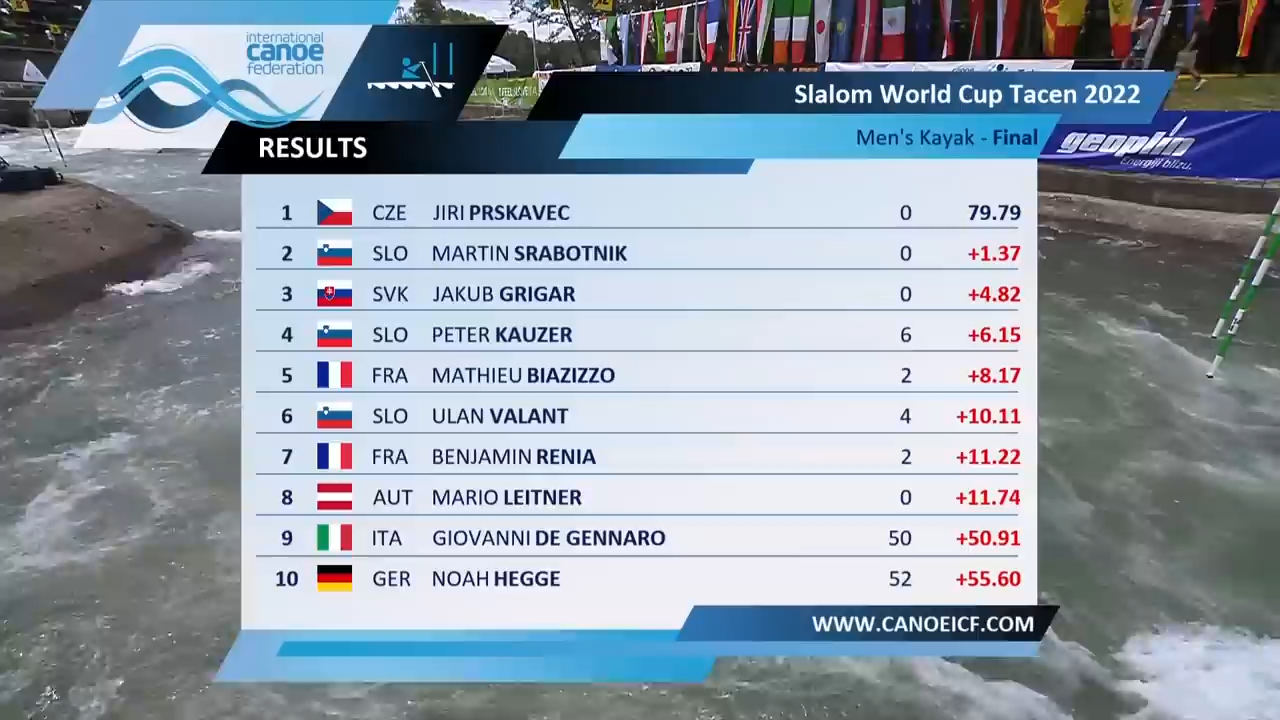 international
canoe
federation
Slalom World Cup Tacen 2022
Men's Kayak - Final
RESULTS
geoplin
Energiji blizu.
1 CZE JIRI PRSKAVEC 0 79.79
2 SLO MARTIN SRABOTNIK 0 +1.37
3 SVK JAKUB GRIGAR 0 +4.82
4 SLO PETER KAUZER 6 +6.15
5 FRA MATHIEU BIAZIZZO 2 +8.17
6 SLO ULAN VALANT 4 +10.11
7 FRA BENJAMIN RENIA 2 +11.22
8 AUT MARIO LEITNER 0 +11.74
9 ITA GIOVANNI DE GENNARO 50 +50.91
10 GER NOAH HEGGE 52 +55.60
WWW.CANOEICF.COM